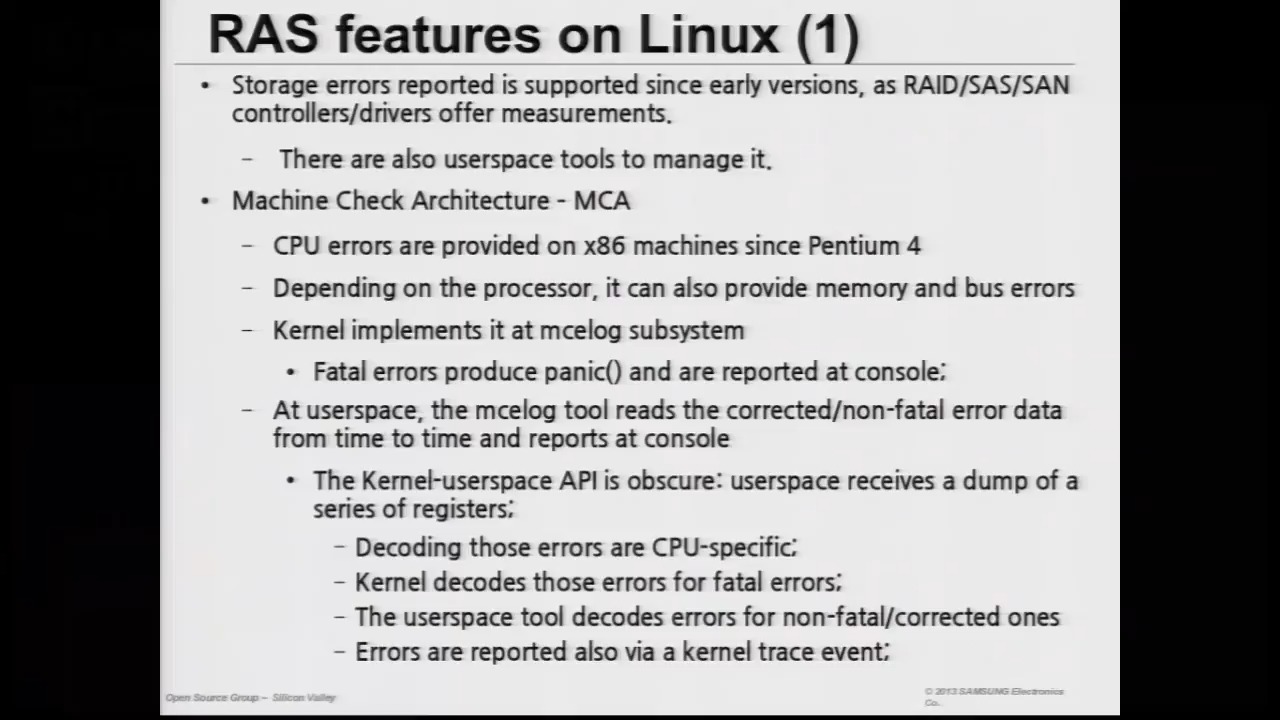 RAS features on Linux (1)
• Storage errors reported is supported since early versions, as RAID/SAS/SAN
controllers/drivers offer measurements.
– There are also userspace tools to manage it.
• Machine Check Architecture - MCA
– CPU errors are provided on x86 machines since Pentium 4
– Depending on the processor, it can also provide memory and bus errors
– Kernel implements it at mcelog subsystem
• Fatal errors produce panic() and are reported at console;
– At userspace, the mcelog tool reads the corrected/non-fatal error data
from time to time and reports at console
• The Kernel-userspace API is obscure: userspace receives a dump of a
series of registers;
– Decoding those errors are CPU-specific;
– Kernel decodes those errors for fatal errors;
– The userspace tool decodes errors for non-fatal/corrected ones
– Errors are reported also via a kernel trace event;
Open Source Group – Silicon Valley
© 2013 SAMSUNG Electronics
Co.